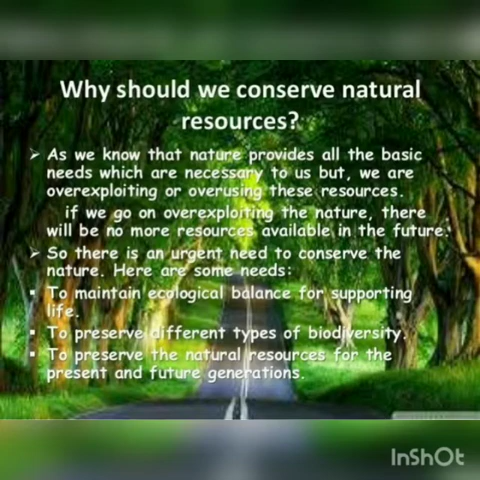 Why should we conserve natural
resources?
➢ As we know that nature provides all the basic
needs which are necessary to us but, we are
overexploiting or overusing these resources.
if we go on overexploiting the nature, there
will be no more resources available in the future.
➢ So there is an urgent need to conserve the
nature. Here are some needs:
▪ To maintain ecological balance for supporting
life.
▪ To preserve different types of biodiversity.
▪ To preserve the natural resources for the
present and future generations.
InShOt